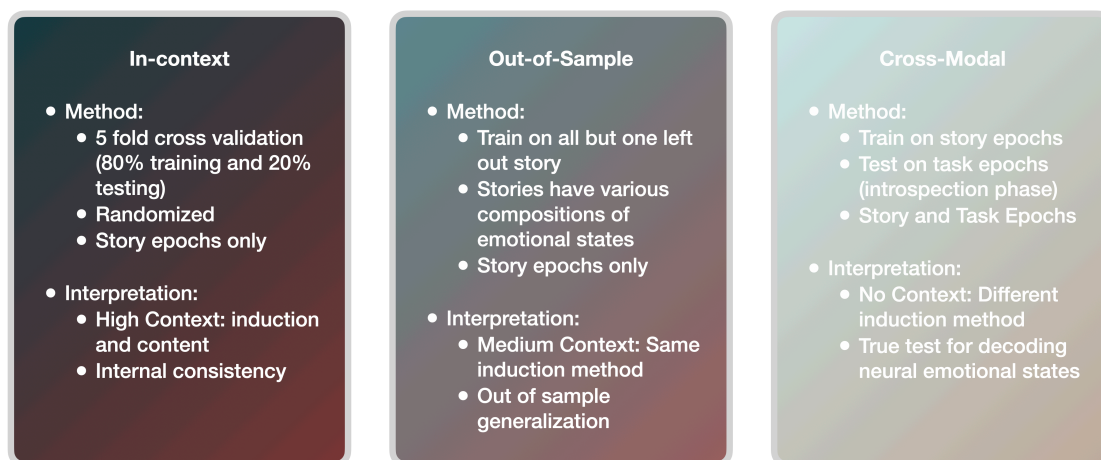 In-context
• Method:
• 5 fold cross validation
(80% training and 20%
testing)
• Randomized
• Story epochs only
• Interpretation:
• High Context: induction
and content
• Internal consistency
Out-of-Sample
• Method:
• Train on all but one left
out story
• Stories have various
compositions of
emotional states
• Story epochs only
• Interpretation:
• Medium Context: Same
induction method
• Out of sample
generalization
Cross-Modal
• Method:
• Train on story epochs
• Test on task epochs
(introspection phase)
• Story and Task Epochs
• Interpretation:
• No Context: Different
induction method
• True test for decoding
neural emotional states